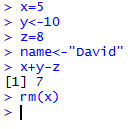 > x=5
> y<-10
> z=8
> name<-"David"
> x+y-z
[1] 7
> rm(x)
>